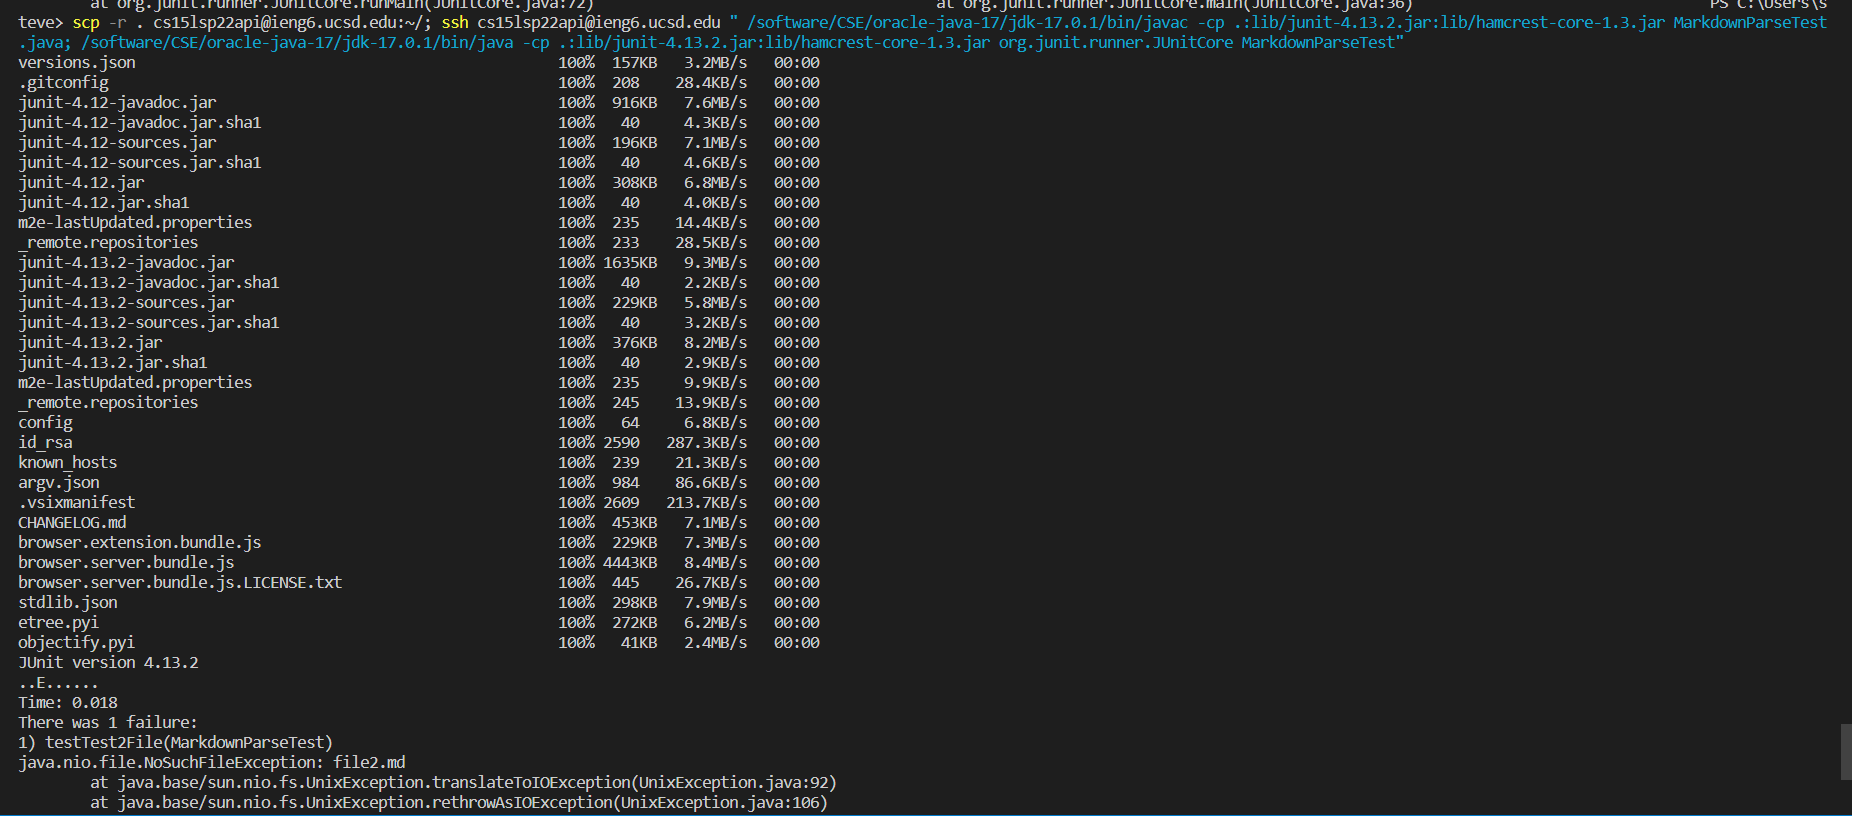 at org.junit.runner.JUnitCore.runMain(JUnitCore.java:72) at org.junit.runner.JUnitCore.main(JUnitCore.java:36) PS C:\Users\s
teve> scp -r . cs15lsp22api@ieng6.ucsd.edu:~/; ssh cs15lsp22api@ieng6.ucsd.edu " /software/CSE/oracle-java-17/jdk-17.0.1/bin/javac -cp .:lib/junit-4.13.2.jar:lib/hamcrest-core-1.3.jar MarkdownParseTest
.java; /software/CSE/oracle-java-17/jdk-17.0.1/bin/java -cp .:lib/junit-4.13.2.jar:lib/hamcrest-core-1.3.jar org.junit.runner.JUnitCore MarkdownParseTest"
versions.json 100% 157KB 3.2MB/s 00:00
.gitconfig 100% 208 28.4KB/s 00:00
junit-4.12-javadoc.jar 100% 916KB 7.6MB/s 00:00
junit-4.12-javadoc.jar.sha1 100% 40 4.3KB/s 00:00
junit-4.12-sources.jar 100% 196KB 7.1MB/s 00:00
junit-4.12-sources.jar.sha1 100% 40 4.6KB/s 00:00
junit-4.12.jar 100% 308KB 6.8MB/s 00:00
junit-4.12.jar.sha1 100% 40 4.0KB/s 00:00
m2e-lastUpdated.properties 100% 235 14.4KB/s 00:00
_remote.repositories 100% 233 28.5KB/s 00:00
junit-4.13.2-javadoc.jar 100% 1635KB 9.3MB/s 00:00
junit-4.13.2-javadoc.jar.sha1 100% 40 2.2KB/s 00:00
junit-4.13.2-sources.jar 100% 229KB 5.8MB/s 00:00
junit-4.13.2-sources.jar.sha1 100% 40 3.2KB/s 00:00
junit-4.13.2.jar 100% 376KB 8.2MB/s 00:00
junit-4.13.2.jar.sha1 100% 40 2.9KB/s 00:00
m2e-lastUpdated.properties 100% 235 9.9KB/s 00:00
_remote.repositories 100% 245 13.9KB/s 00:00
config 100% 64 6.8KB/s 00:00
id_rsa 100% 2590 287.3KB/s 00:00
known_hosts 100% 239 21.3KB/s 00:00
argv.json 100% 984 86.6KB/s 00:00
.vsixmanifest 100% 2609 213.7KB/s 00:00
CHANGELOG.md 100% 453KB 7.1MB/s 00:00
browser.extension.bundle.js 100% 229KB 7.3MB/s 00:00
browser.server.bundle.js 100% 4443KB 8.4MB/s 00:00
browser.server.bundle.js.LICENSE.txt 100% 445 26.7KB/s 00:00
stdlib.json 100% 298KB 7.9MB/s 00:00
etree.pyi 100% 272KB 6.2MB/s 00:00
objectify.pyi 100% 41KB 2.4MB/s 00:00
JUnit version 4.13.2
..E......
Time: 0.018
There was 1 failure:
1) testTest2File(MarkdownParseTest)
java.nio.file.NoSuchFileException: file2.md
at java.base/sun.nio.fs.UnixException.translateToIOException(UnixException.java:92)
at java.base/sun.nio.fs.UnixException.rethrowAsIOException(UnixException.java:106)